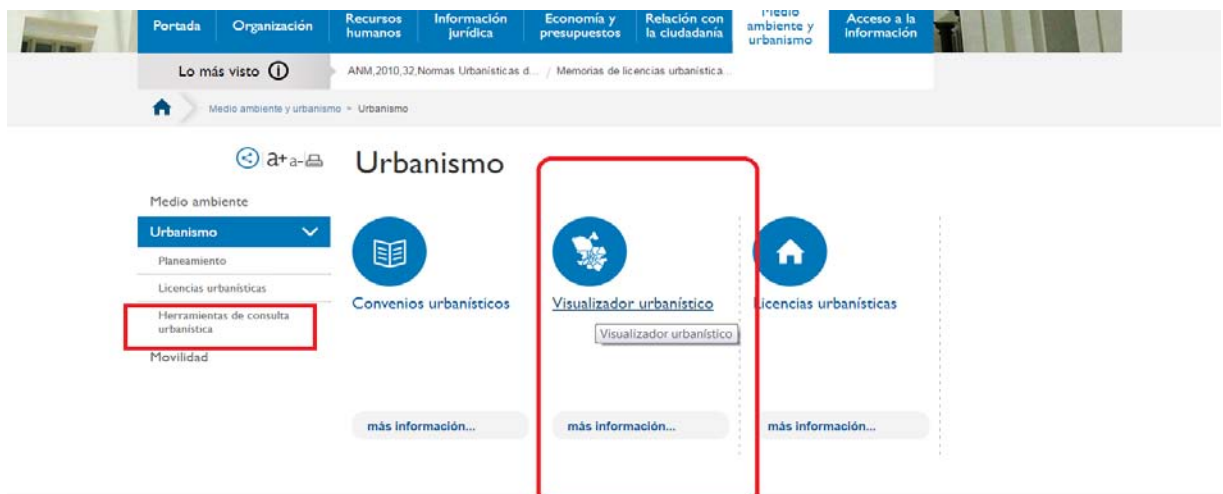 Portada
Organización
Recursos
humanos
Información
jurídica
Economía y
presupuestos
Relación con
la ciudadanía
Medio
ambiente y
urbanismo
Acceso a la
información
Lo más visto
ANM,2010,32,Normas Urbanísticas d... / Memorias de licencias urbanística...
Medio ambiente y urbanismo » Urbanismo
a+ a-
Urbanismo
Medio ambiente
Urbanismo
Planeamiento
Licencias urbanísticas
Herramientas de consulta
urbanística
Movilidad
Convenios urbanísticos
Visualizador urbanístico
Licencias urbanísticas
Visualizador urbanístico
más información...
más información...
más información...